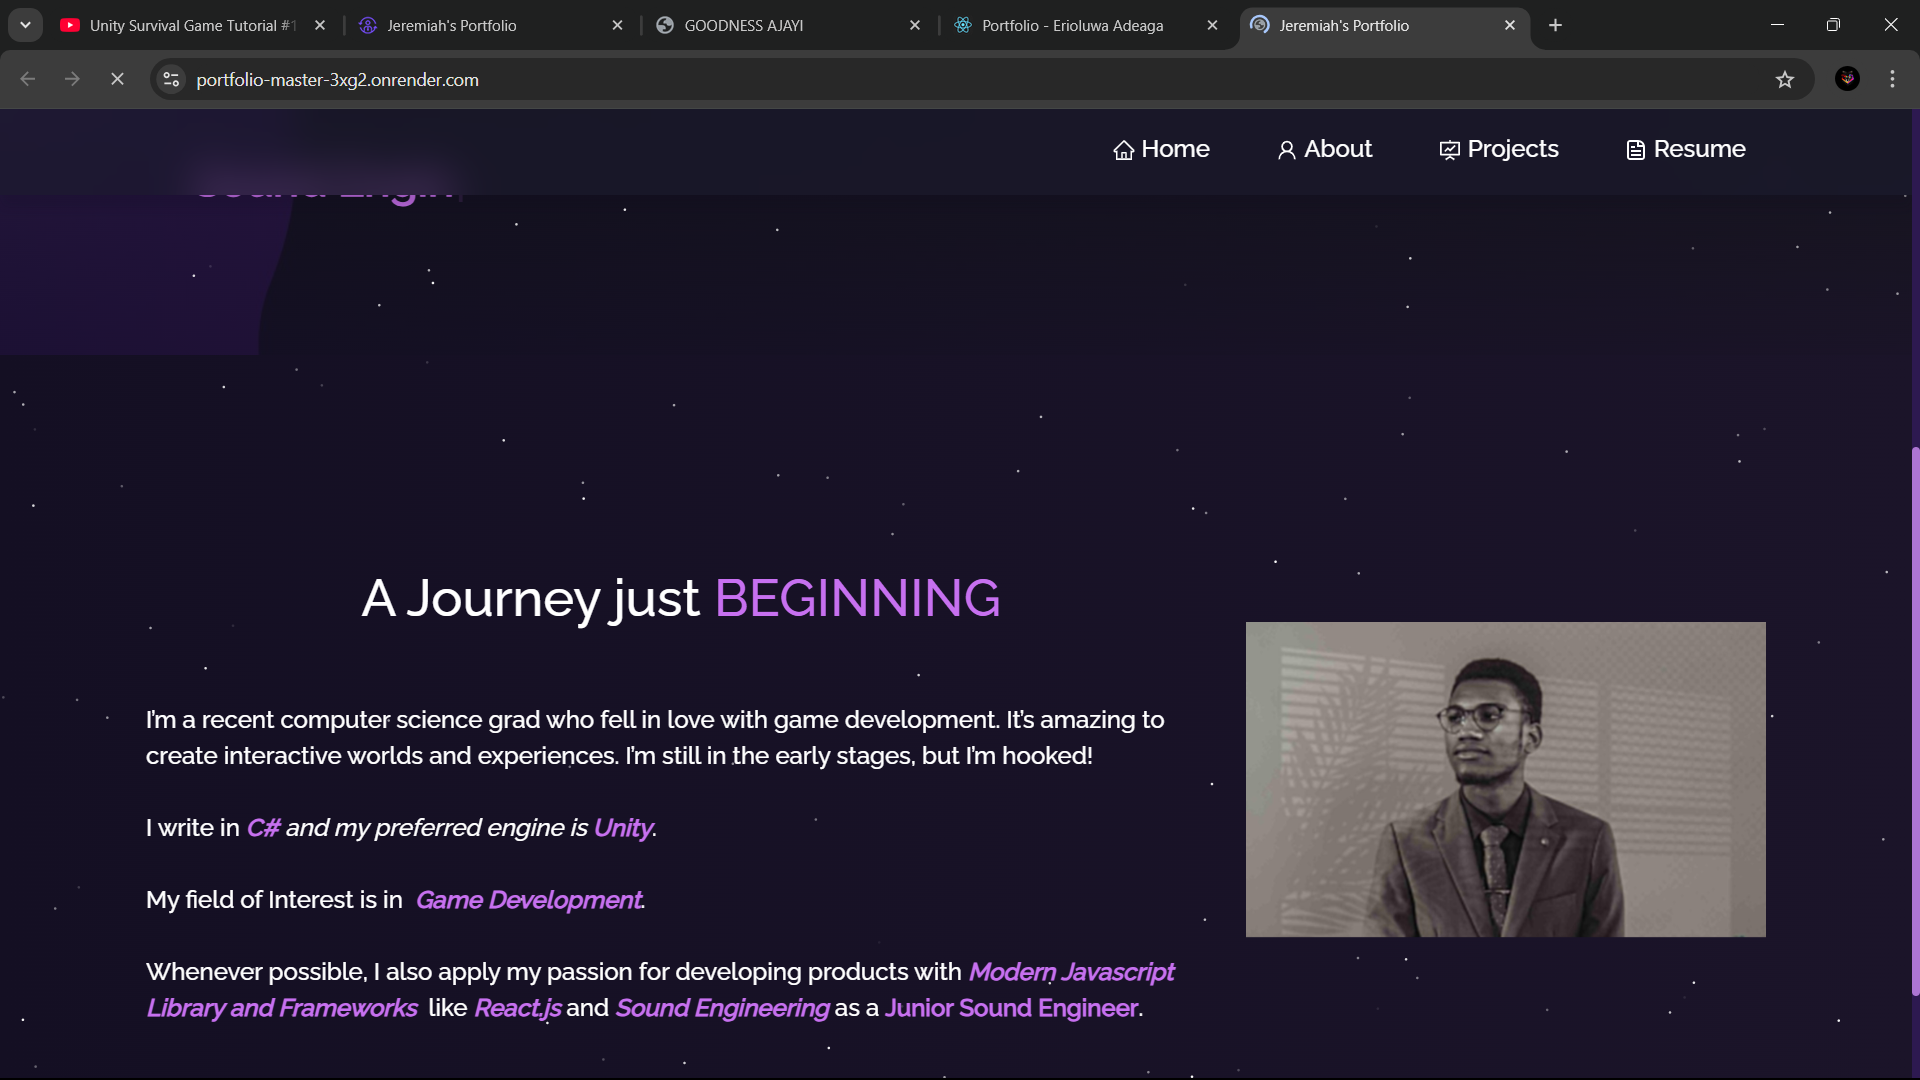 Unity Survival Game Tutorial #1
Jeremiah's Portfolio
GOODNESS AJAYI
Portfolio - Erioluwa Adeaga
Jeremiah's Portfolio
portfolio-master-3xg2.onrender.com
Home
About
Projects
Resume
Sound Engin
A Journey just BEGINNING
I'm a recent computer science grad who fell in love with game development. It's amazing to
create interactive worlds and experiences. I'm still in the early stages, but I'm hooked!
I write in C# and my preferred engine is Unity.
My field of Interest is in Game Development.
Whenever possible, I also apply my passion for developing products with Modern Javascript
Library and Frameworks like React.js and Sound Engineering as a Junior Sound Engineer.